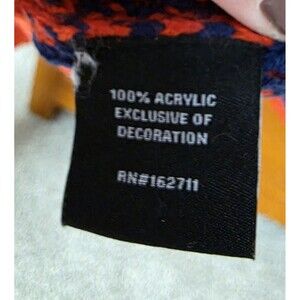 100% ACRYLIC
EXCLUSIVE OF
DECORATION
RN#162711